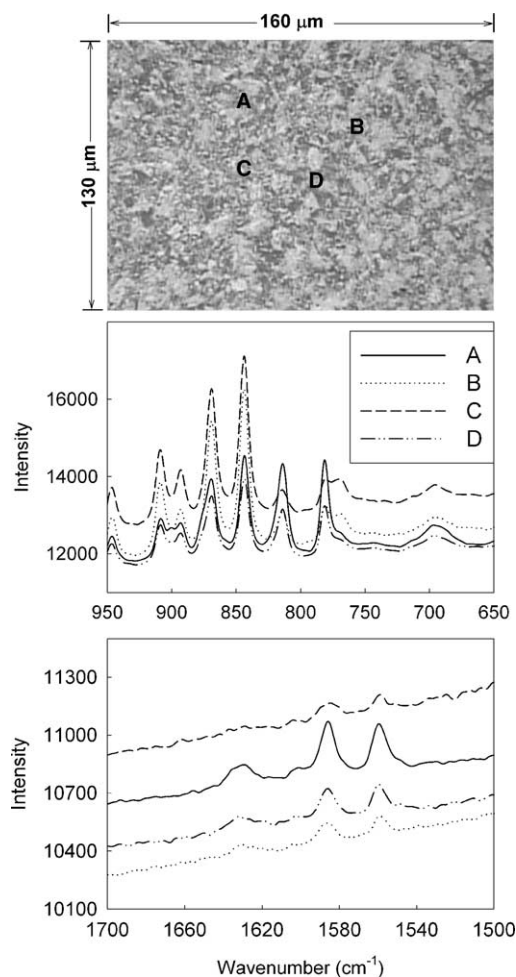 160 μm
130 μm
A
B
C
D
Intensity
16000
14000
12000
A
B
C
D
950 900 850 800 750 700 650
Intensity
11300
11000
10700
10400
10100
1700 1660 1620 1580 1540 1500
Wavenumber (cm-1)